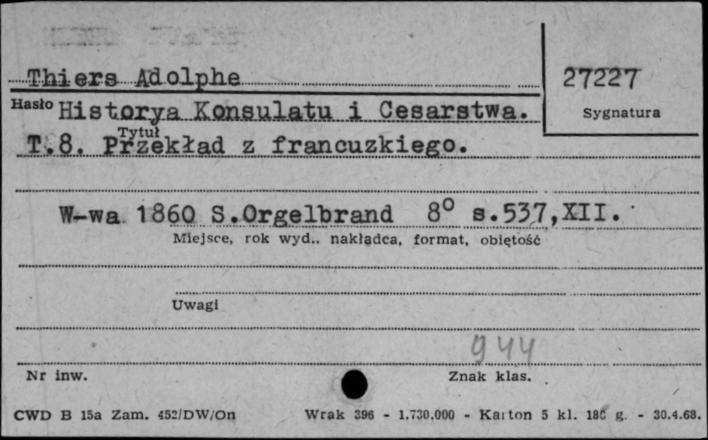 Thiers Adolphe
27227
Hasło
Sygnatura
Historya Konsulatu i Cesarstwa.
Tytuł
T.8. Przekład z francuzkiego.
W-wa 1860 S.Orgelbrand 8° s.537,XII.
Miejsce, rok wyd., nakładca, format, objętość
Uwagi
944
Nr inw.
Znak klas.
CWD B 15a Zam. 452/DW/On Wrak 396 - 1.730.000 - Karton 5 kl. 180 g. - 30.4.68.